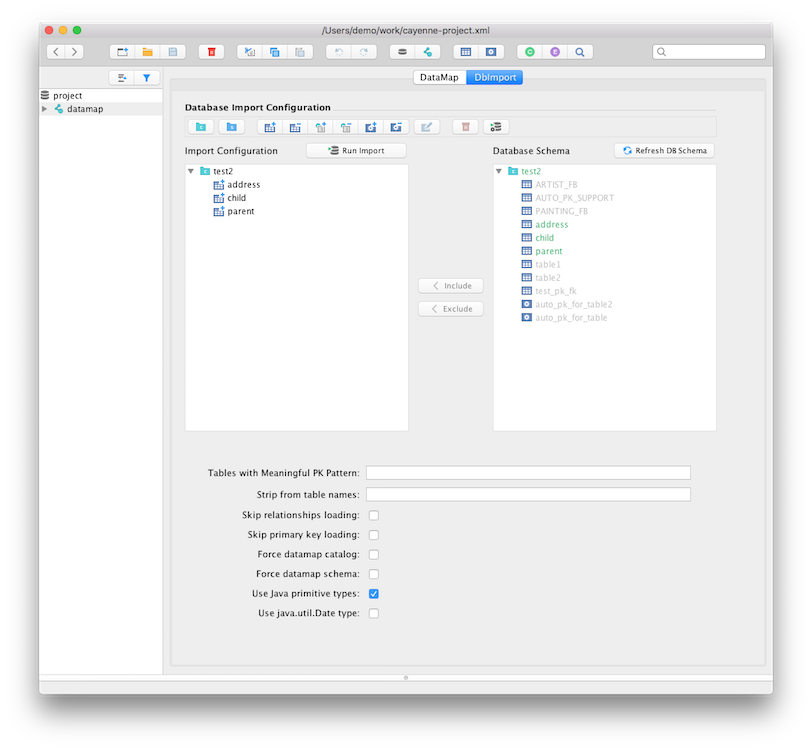 /Users/demo/work/cayenne-project.xml
project
datamap
DataMap
DbImport
Database Import Configuration
Import Configuration
Run Import
Database Schema
Refresh DB Schema
test2
address
child
parent
test2
ARTIST_FB
AUTO_PK_SUPPORT
PAINTING_FB
address
child
parent
table1
table2
test_pk_fk
auto_pk_for_table2
auto_pk_for_table
Include
Exclude
Tables with Meaningful PK Pattern:
Strip from table names:
Skip relationships loading:
Skip primary key loading:
Force datamap catalog:
Force datamap schema:
Use Java primitive types:
Use java.util.Date type: